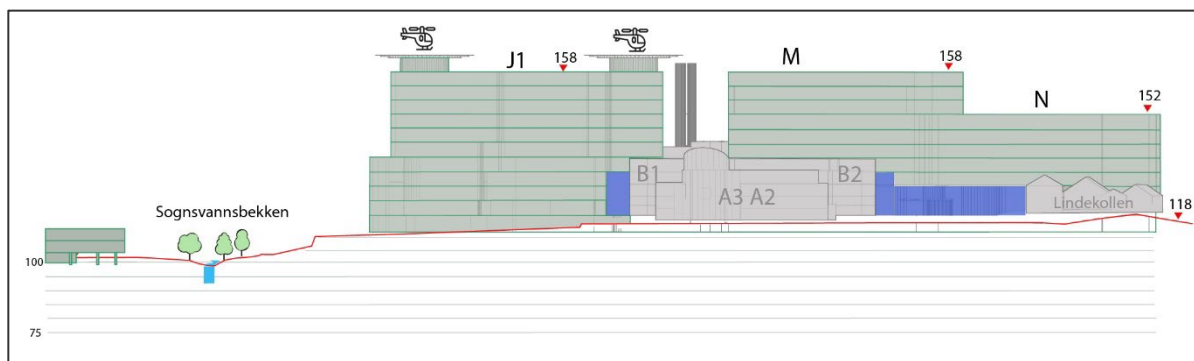 J1
158
M
158
N
152
B1
B2
A3 A2
Lindekollen
118
Sognsvannsbekken
100
75